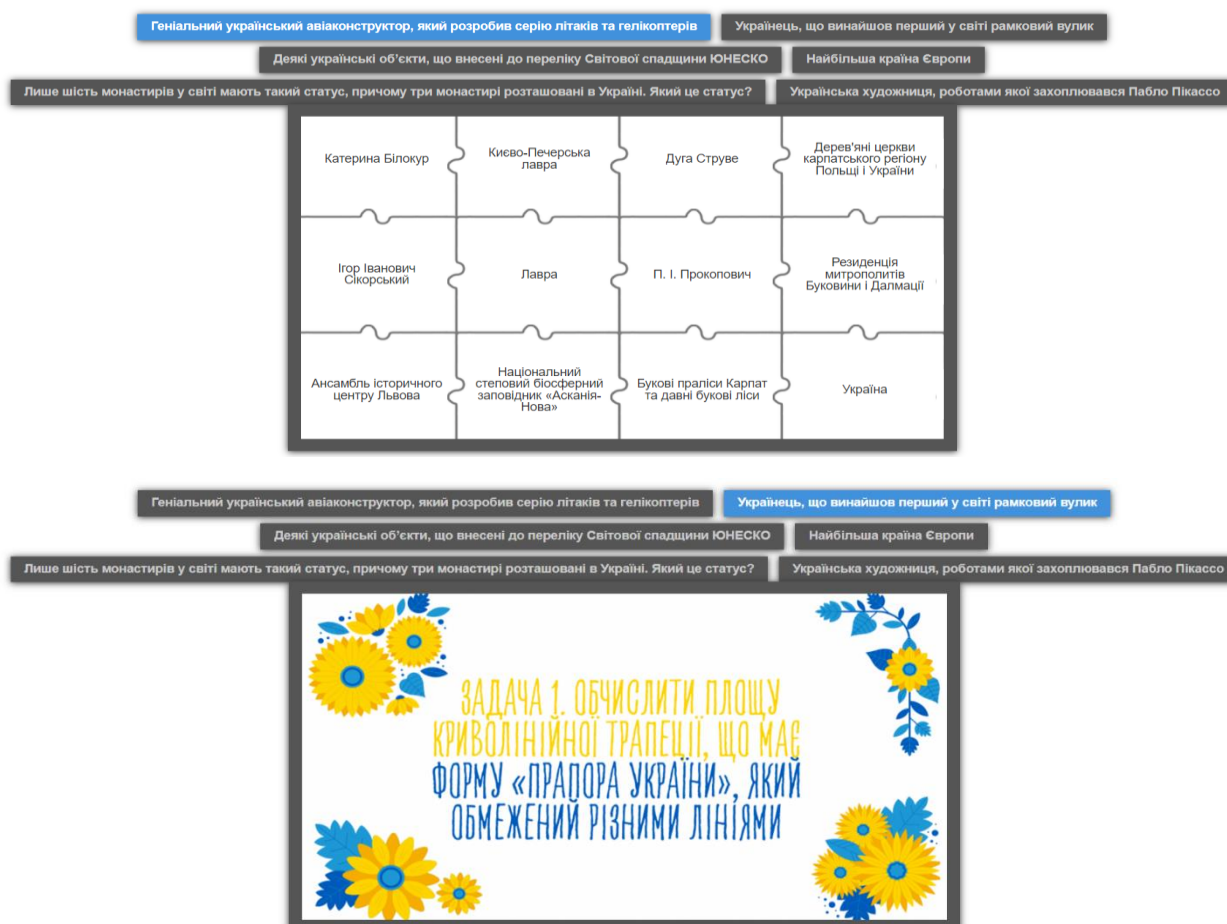 Геніальний український авіаконструктор, який розробив серію літаків та гелікоптерів
Українець, що винайшов перший у світі рамковий вулик
Деякі українські об'єкти, що внесені до переліку Світової спадщини ЮНЕСКО
Найбільша країна Європи
Лише шість монастирів у світі мають такий статус, причому три монастирі розташовані в Україні. Який це статус?
Українська художниця, роботами якої захоплювався Пабло Пікассо
Катерина Білокур
Києво-Печерська
лавра
Дуга Струве
Дерев'яні церкви
карпатського регіону
Польщі і України
Ігор Іванович
Сікорський
Лавра
П. І. Прокопович
Резиденція
митрополитів
Буковини і Далмації
Ансамбль історичного
центру Львова
Національний
степовий біосферний
заповідник «Асканія-
Нова»
Букові праліси Карпат
та давні букові ліси
Україна
Геніальний український авіаконструктор, який розробив серію літаків та гелікоптерів
Українець, що винайшов перший у світі рамковий вулик
Деякі українські об'єкти, що внесені до переліку Світової спадщини ЮНЕСКО
Найбільша країна Європи
Лише шість монастирів у світі мають такий статус, причому три монастирі розташовані в Україні. Який це статус?
Українська художниця, роботами якої захоплювався Пабло Пікассо
ЗАДАЧА 1. ОБЧИСЛИТИ ПЛОЩУ
КРИВОЛІНІЙНОЇ ТРАПЕЦІЇ, ЩО МАЄ
ФОРМУ «ПРАПОРА УКРАЇНИ», ЯКИЙ
ОБМЕЖЕНИЙ РІЗНИМИ ЛІНІЯМИ